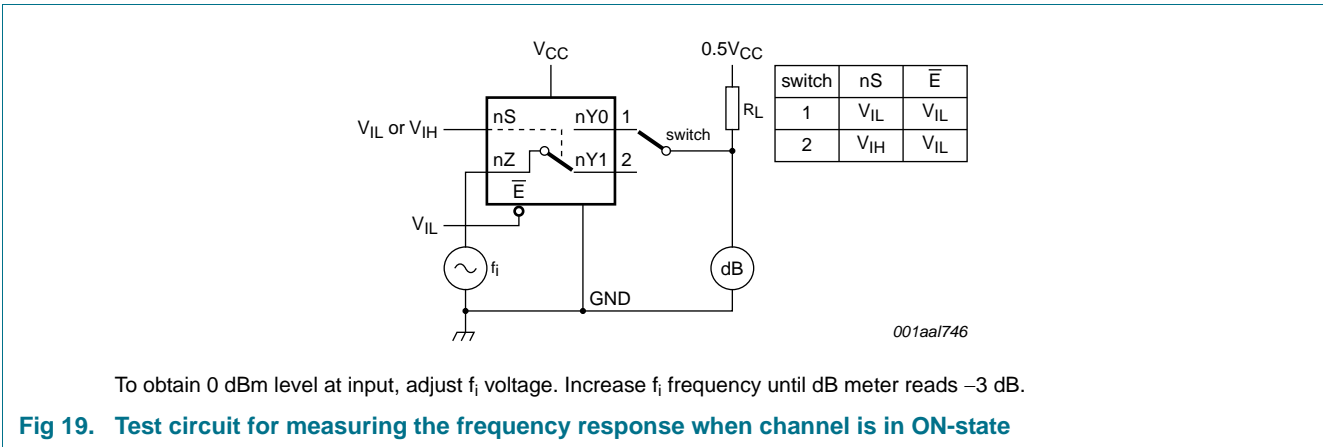 VCC
0.5VCC
switch nS E̅
1 VIL VIL
2 VIH VIL
RL
VIL or VIH
nS
nY0
1
switch
nZ
nY1
2
E̅
VIL
fi
dB
GND
001aal746
To obtain 0 dBm level at input, adjust fi voltage. Increase fi frequency until dB meter reads −3 dB.
Fig 19. Test circuit for measuring the frequency response when channel is in ON-state